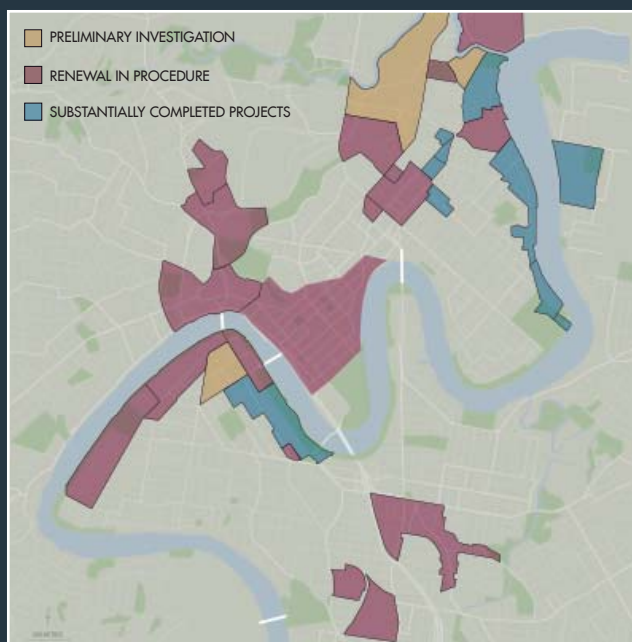 PRELIMINARY INVESTIGATION
RENEWAL IN PROCEDURE
SUBSTANTIALLY COMPLETED PROJECTS